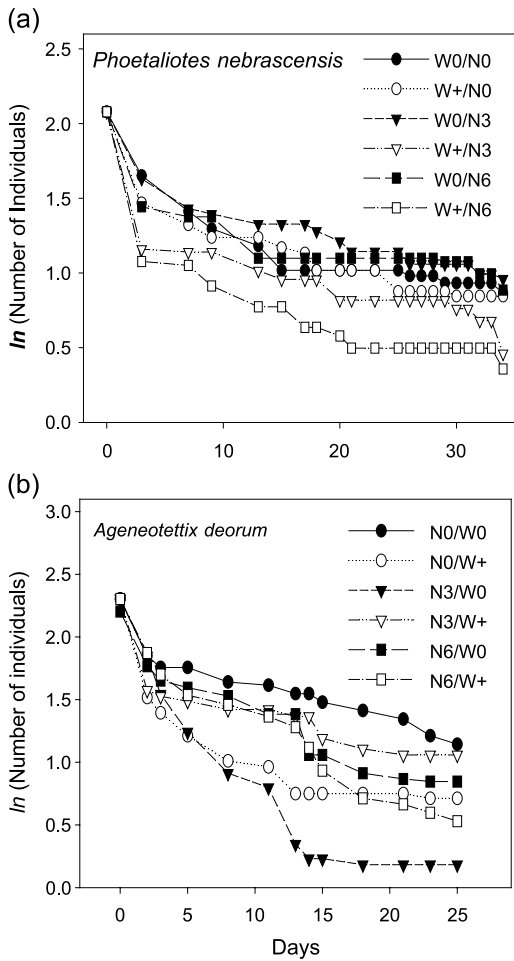 (a)
Phoetaliotes nebrascensis
W0/N0
W+/N0
W0/N3
W+/N3
W0/N6
W+/N6
ln (Number of Individuals)
2.5
2.0
1.5
1.0
0.5
0.0
0 10 20 30
(b)
Ageneotettix deorum
N0/W0
N0/W+
N3/W0
N3/W+
N6/W0
N6/W+
ln (Number of individuals)
3.0
2.5
2.0
1.5
1.0
0.5
0.0
0 5 10 15 20 25
Days